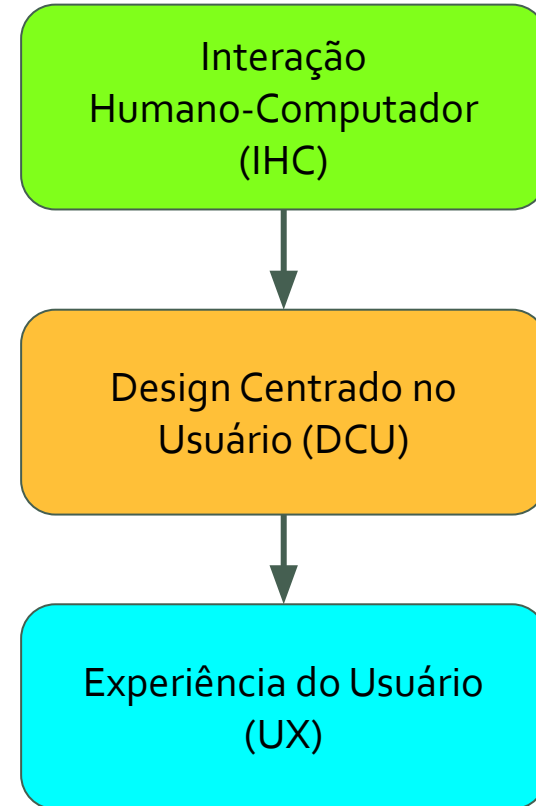 Interação
Humano-Computador
(IHC)
Design Centrado no
Usuário (DCU)
Experiência do Usuário
(UX)